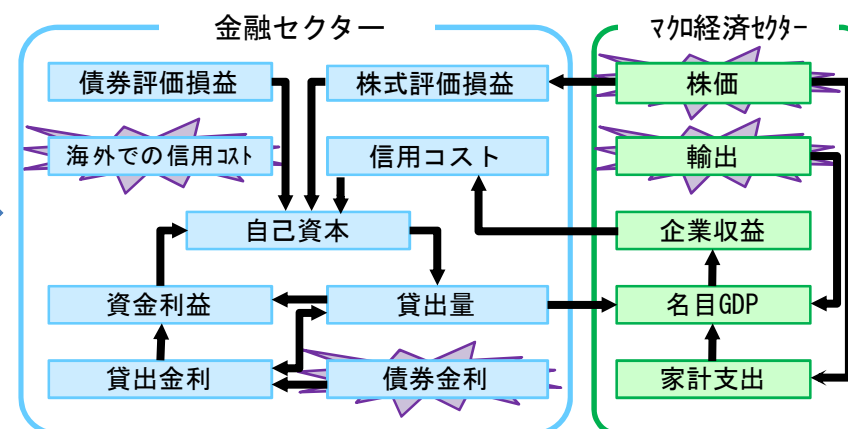 金融セクター
マクロ経済セクター
債券評価損益
株式評価損益
株価
海外での信用コスト
信用コスト
輸出
自己資本
企業収益
資金利益
貸出量
名目GDP
貸出金利
債券金利
家計支出